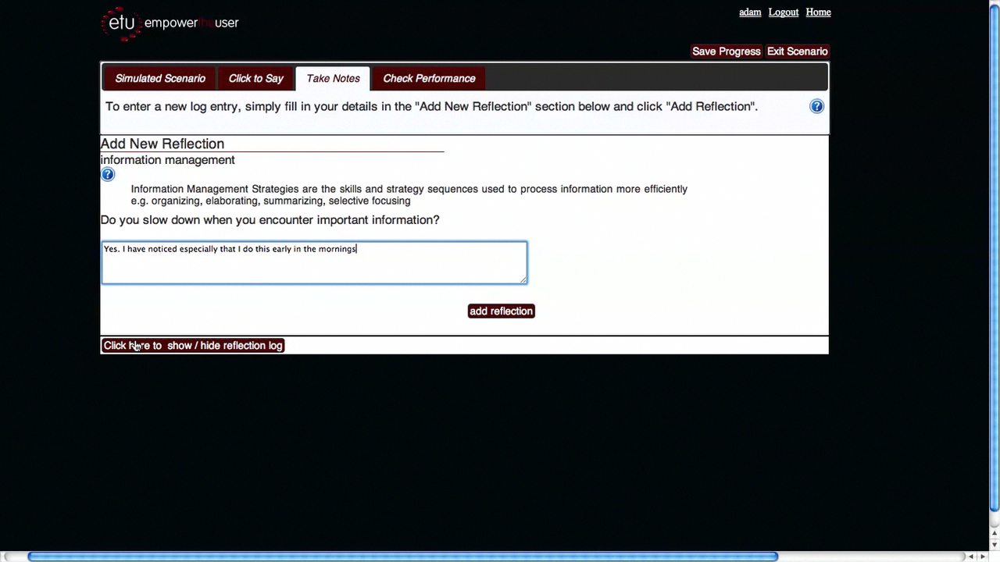 etu empowertheuser
adam Logout Home
Save Progress Exit Scenario
Simulated Scenario Click to Say Take Notes Check Performance
To enter a new log entry, simply fill in your details in the "Add New Reflection" section below and click "Add Reflection".
?
Add New Reflection
information management
?
Information Management Strategies are the skills and strategy sequences used to process information more efficiently
e.g. organizing, elaborating, summarizing, selective focusing
Do you slow down when you encounter important information?
Yes. I have noticed especially that I do this early in the mornings
add reflection
Click here to show / hide reflection log